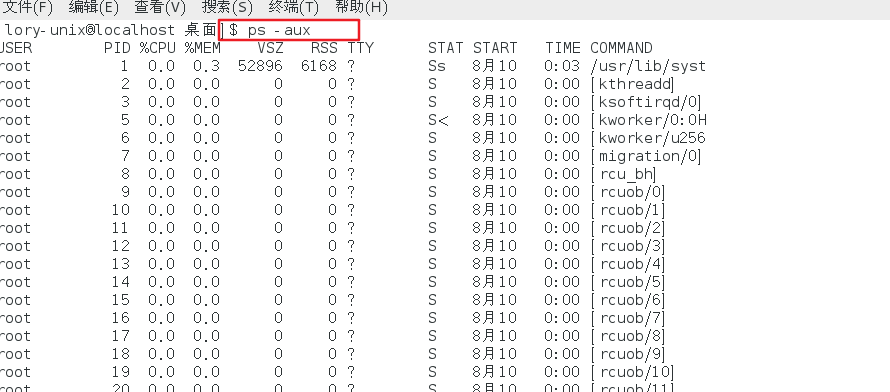 文件(F) 编辑(E) 查看(V) 搜索(S) 终端(T) 帮助(H)
lory-unix@localhost 桌面]$ ps -aux
USER PID %CPU %MEM VSZ RSS TTY STAT START TIME COMMAND
root 1 0.0 0.3 52896 6168 ? Ss 8月10 0:03 /usr/lib/syst
root 2 0.0 0.0 0 0 ? S 8月10 0:00 [kthreadd]
root 3 0.0 0.0 0 0 ? S 8月10 0:00 [ksoftirqd/0]
root 5 0.0 0.0 0 0 ? S< 8月10 0:00 [kworker/0:0H
root 6 0.0 0.0 0 0 ? S 8月10 0:00 [kworker/u256
root 7 0.0 0.0 0 0 ? S 8月10 0:00 [migration/0]
root 8 0.0 0.0 0 0 ? S 8月10 0:00 [rcu_bh]
root 9 0.0 0.0 0 0 ? S 8月10 0:00 [rcuob/0]
root 10 0.0 0.0 0 0 ? S 8月10 0:00 [rcuob/1]
root 11 0.0 0.0 0 0 ? S 8月10 0:00 [rcuob/2]
root 12 0.0 0.0 0 0 ? S 8月10 0:00 [rcuob/3]
root 13 0.0 0.0 0 0 ? S 8月10 0:00 [rcuob/4]
root 14 0.0 0.0 0 0 ? S 8月10 0:00 [rcuob/5]
root 15 0.0 0.0 0 0 ? S 8月10 0:00 [rcuob/6]
root 16 0.0 0.0 0 0 ? S 8月10 0:00 [rcuob/7]
root 17 0.0 0.0 0 0 ? S 8月10 0:00 [rcuob/8]
root 18 0.0 0.0 0 0 ? S 8月10 0:00 [rcuob/9]
root 19 0.0 0.0 0 0 ? S 8月10 0:00 [rcuob/10]
root 20 0.0 0.0 0 0 ? S 8月10 0:00 [rcuob/11]